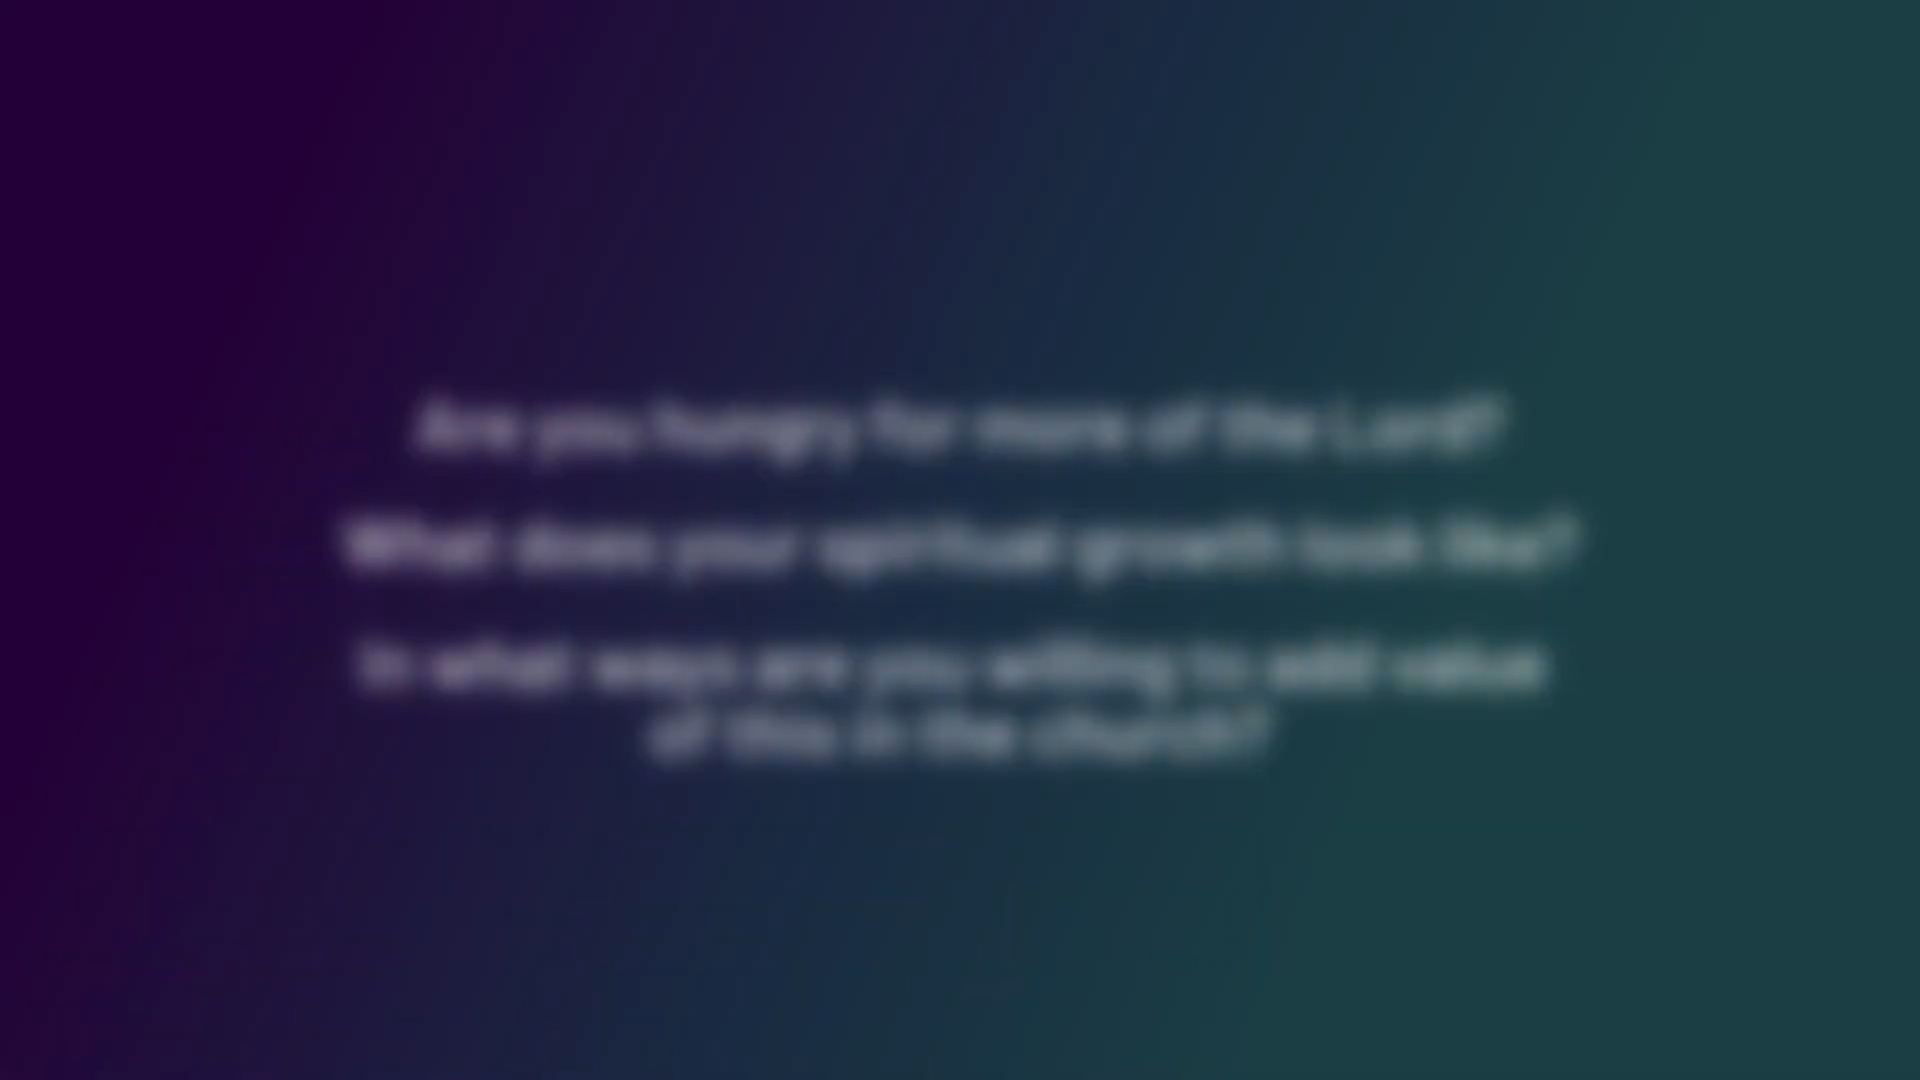 Are you hungry for more of the Lord?
What does your spiritual growth look like?
In what ways are you willing to add value
of this in the church?